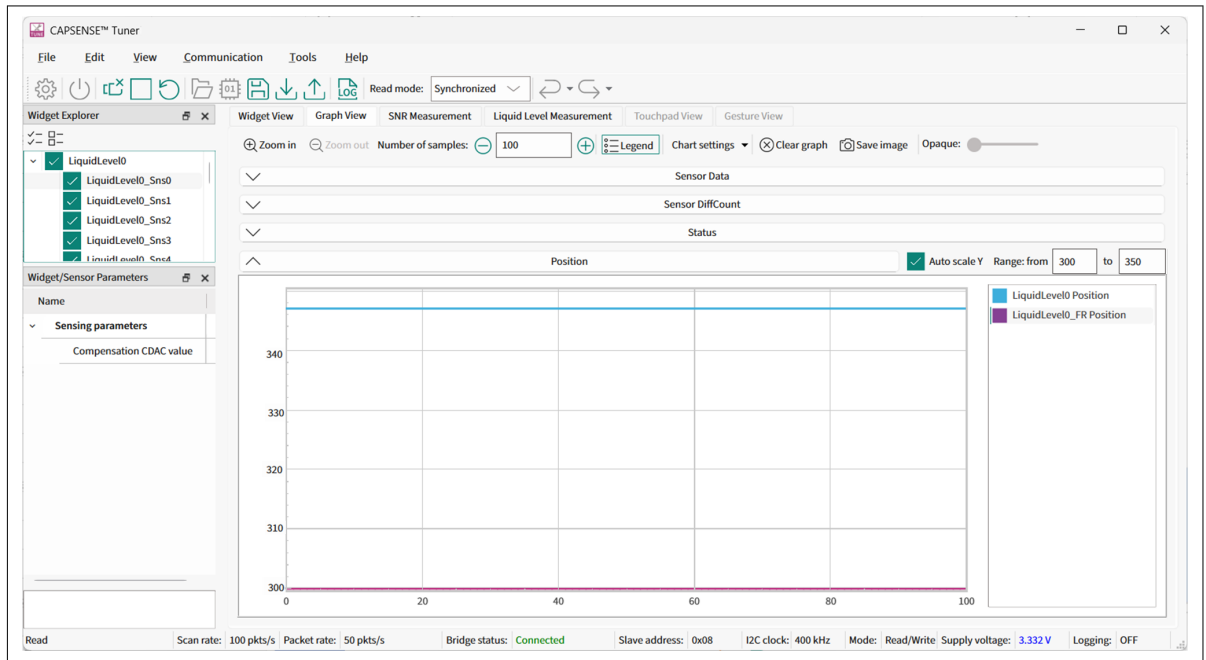 CAPSENSE™ Tuner
File Edit View Communication Tools Help
01 LOG Read mode: Synchronized
Widget Explorer
LiquidLevel0
LiquidLevel0_Sns0
LiquidLevel0_Sns1
LiquidLevel0_Sns2
LiquidLevel0_Sns3
LiquidLevel0_Sns4
Widget/Sensor Parameters
Name
Sensing parameters
Compensation CDAC value
Widget View Graph View SNR Measurement Liquid Level Measurement Touchpad View Gesture View
Zoom in Zoom out Number of samples: 100 Legend Chart settings Clear graph Save image Opaque:
Sensor Data
Sensor DiffCount
Status
Position Auto scale Y Range: from 300 to 350
LiquidLevel0 Position
LiquidLevel0_FR Position
340
330
320
310
300
0 20 40 60 80 100
Read Scan rate: 100 pkts/s Packet rate: 50 pkts/s Bridge status: Connected Slave address: 0x08 I2C clock: 400 kHz Mode: Read/Write Supply voltage: 3.332 V Logging: OFF